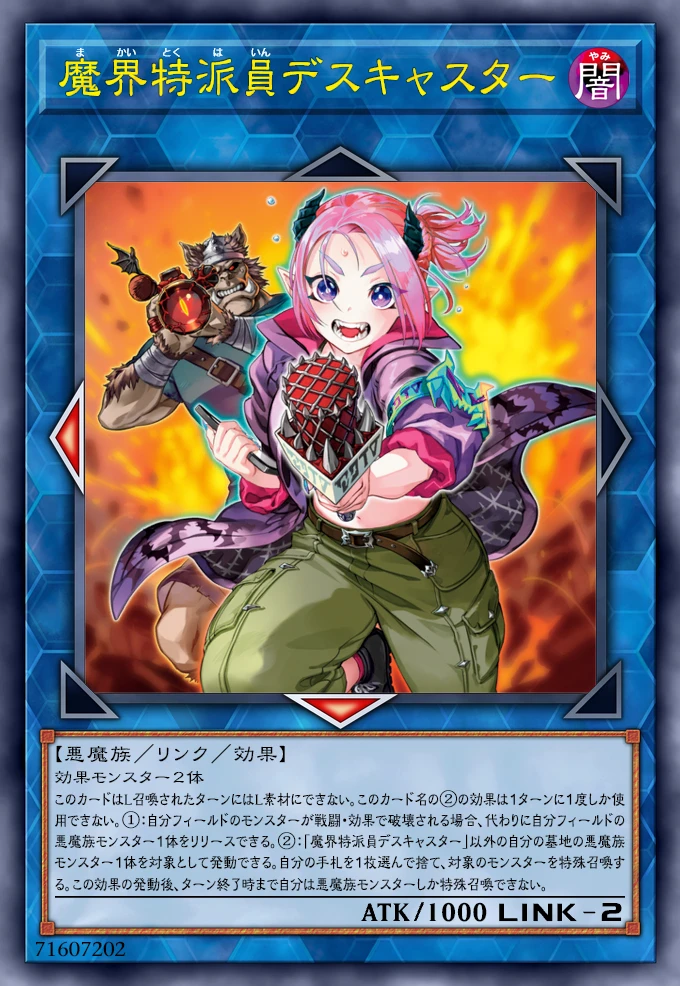 ま かい とく は いん
魔界特派員デスキャスター
やみ
闇
【悪魔族／リンク／効果】
効果モンスター２体
このカードはL召喚されたターンにはL素材にできない。このカード名の②の効果は1ターンに1度しか使
用できない。①：自分フィールドのモンスターが戦闘・効果で破壊される場合、代わりに自分フィールドの
悪魔族モンスター1体をリリースできる。②：「魔界特派員デスキャスター」以外の自分の墓地の悪魔族
モンスター1体を対象として発動できる。自分の手札を1枚選んで捨て、対象のモンスターを特殊召喚す
る。この効果の発動後、ターン終了時まで自分は悪魔族モンスターしか特殊召喚できない。
ATK/1000 LINK-2
71607202